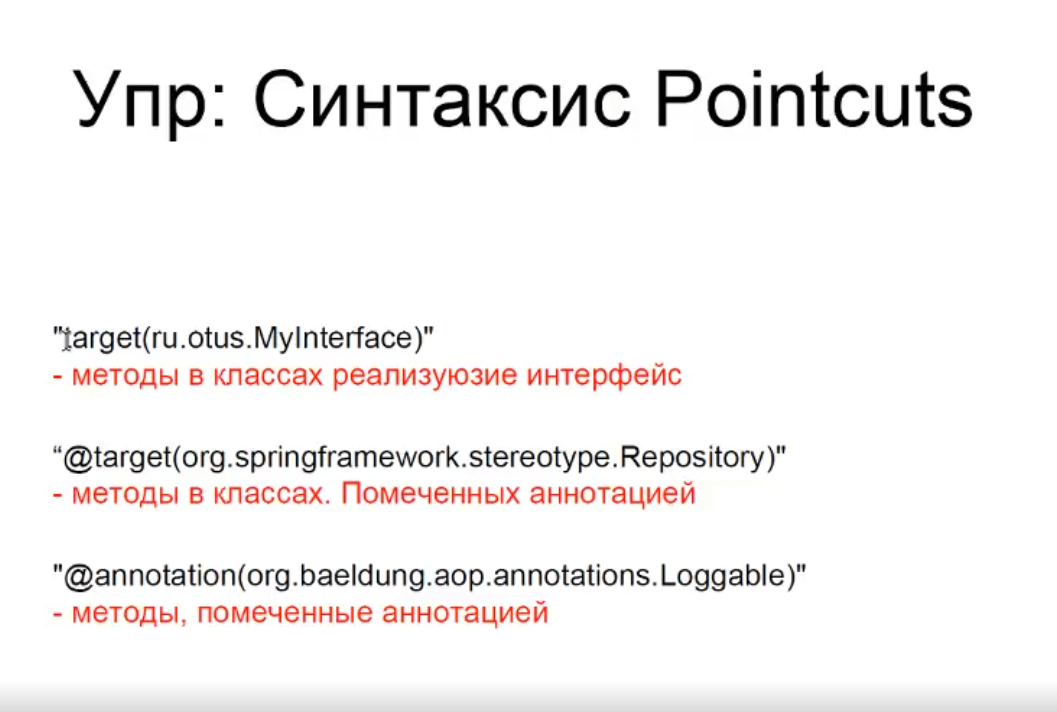 Упр: Синтаксис Pointcuts
"target(ru.otus.MyInterface)"
- методы в классах реализуюзие интерфейс
“@target(org.springframework.stereotype.Repository)"
- методы в классах. Помеченных аннотацией
"@annotation(org.baeldung.aop.annotations.Loggable)"
- методы, помеченные аннотацией